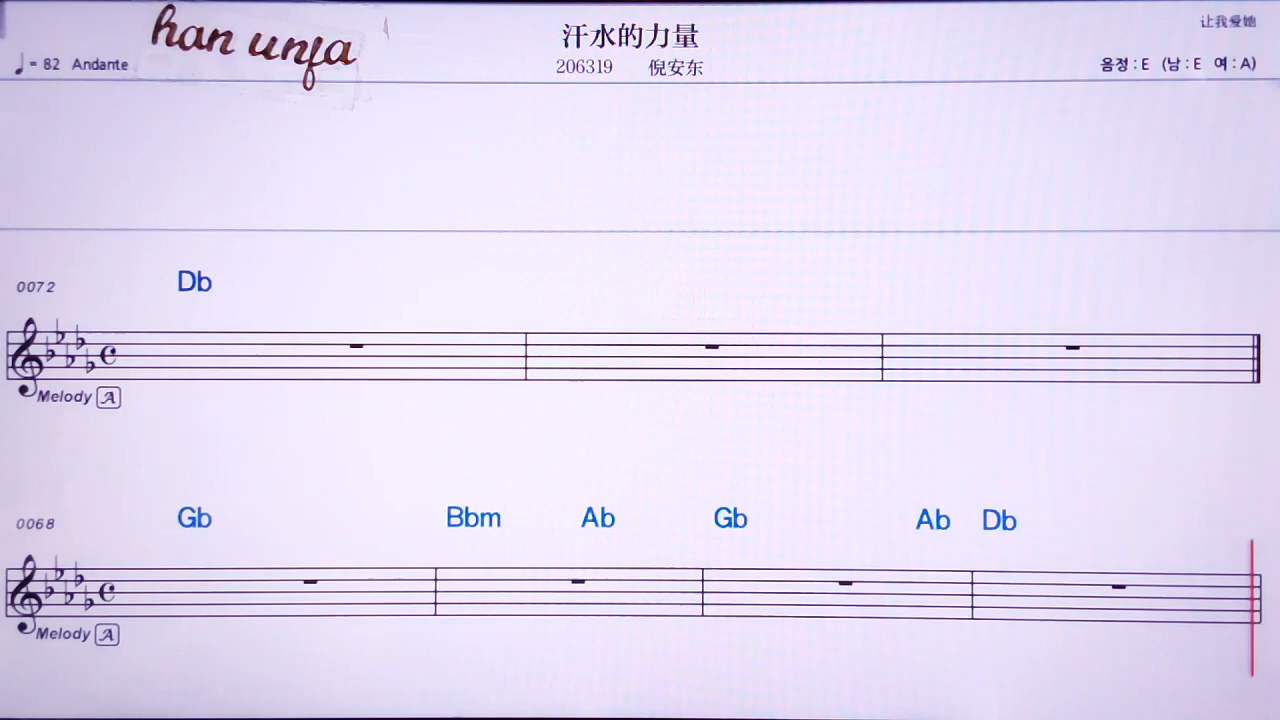 han unfa
汗水的力量
让我爱她
♩= 82 Andante
206319 倪安东
음정 : E (남 : E 여 : A)
0072 Db
Melody A
0068 Gb Bbm Ab Gb Ab Db
Melody A